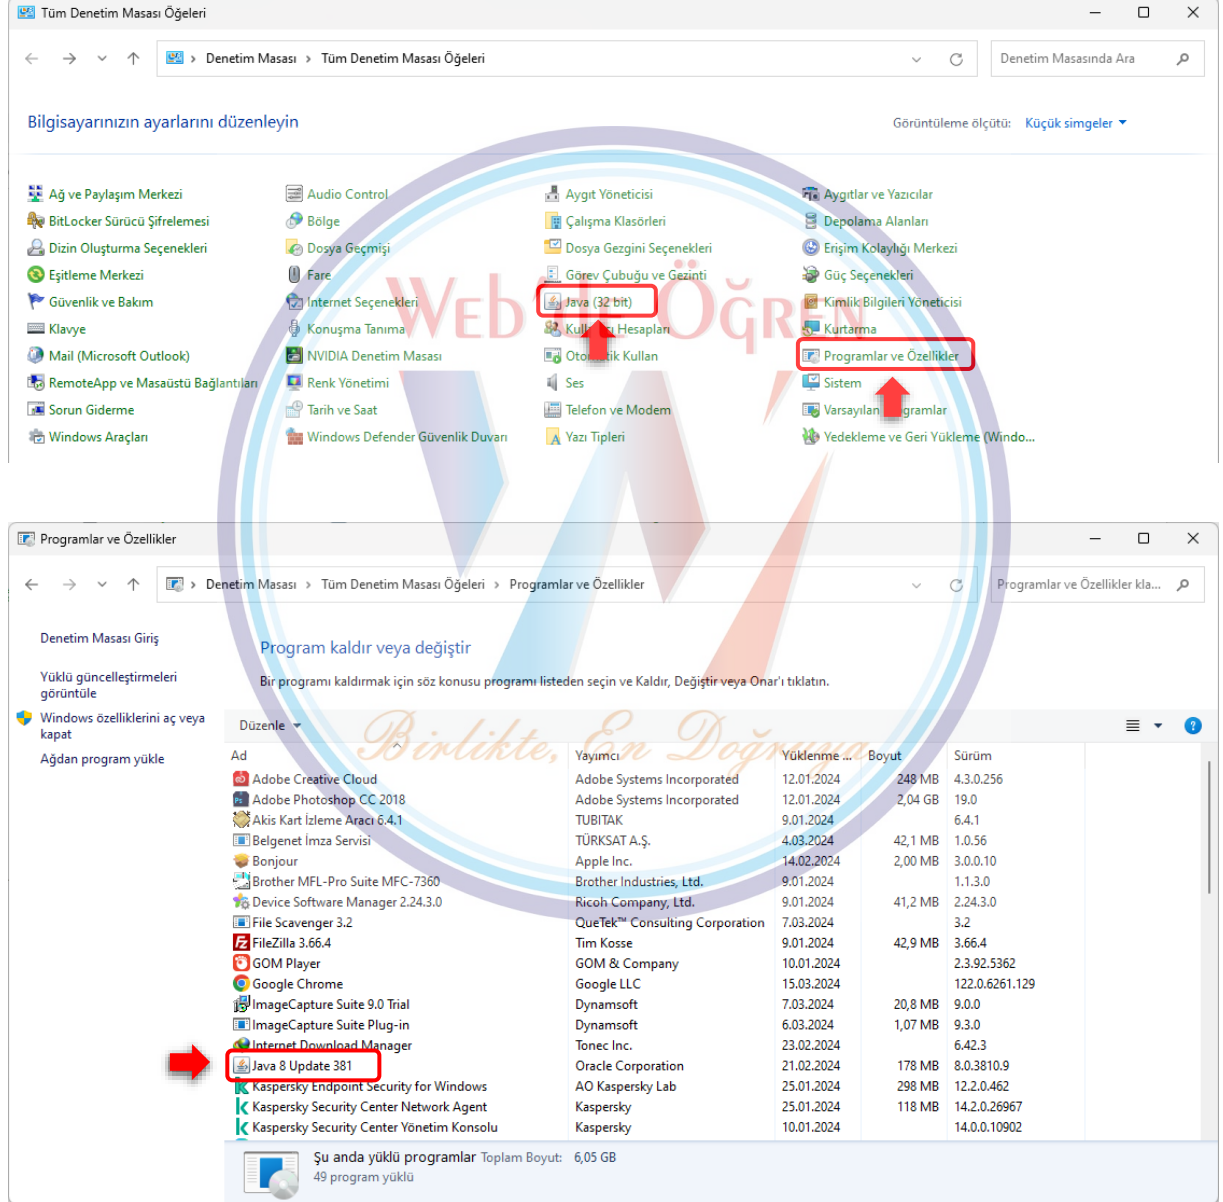 Tüm Denetim Masası Öğeleri
Denetim Masası > Tüm Denetim Masası Öğeleri
Denetim Masasında Ara
Bilgisayarınızın ayarlarını düzenleyin
Görüntüleme ölçütü: Küçük simgeler
Ağ ve Paylaşım Merkezi Audio Control Aygıt Yöneticisi Aygıtlar ve Yazıcılar
BitLocker Sürücü Şifrelemesi Bölge Çalışma Klasörleri Depolama Alanları
Dizin Oluşturma Seçenekleri Dosya Geçmişi Dosya Gezgini Seçenekleri Erişim Kolaylığı Merkezi
Eşitleme Merkezi Fare Görev Çubuğu ve Gezinti Güç Seçenekleri
Güvenlik ve Bakım İnternet Seçenekleri Java (32 bit) Kimlik Bilgileri Yöneticisi
Klavye Konuşma Tanıma Hesapları Kurtarma
Mail (Microsoft Outlook) NVIDIA Denetim Masası Otomatik Kullan Programlar ve Özellikler
RemoteApp ve Masaüstü Bağlantıları Renk Yönetimi Ses Sistem
Sorun Giderme Tarih ve Saat Telefon ve Modem Varsayılan Programlar
Windows Araçları Windows Defender Güvenlik Duvarı Yazı Tipleri Yedekleme ve Geri Yükleme (Windo...
Web'de Öğren
Programlar ve Özellikler
Denetim Masası > Tüm Denetim Masası Öğeleri > Programlar ve Özellikler
Programlar ve Özellikler kla...
Denetim Masası Giriş
Yüklü güncelleştirmeleri
görüntüle
Windows özelliklerini aç veya
kapat
Ağdan program yükle
Program kaldır veya değiştir
Bir programı kaldırmak için söz konusu programı listeden seçin ve Kaldır, Değiştir veya Onar'ı tıklatın.
Düzenle
Birlikte, En Doğruya
Ad Yayımcı Yüklenme ... Boyut Sürüm
Adobe Creative Cloud Adobe Systems Incorporated 12.01.2024 248 MB 4.3.0.256
Adobe Photoshop CC 2018 Adobe Systems Incorporated 12.01.2024 2,04 GB 19.0
Akis Kart İzleme Aracı 6.4.1 TUBITAK 9.01.2024 6.4.1
Belgenet İmza Servisi TÜRKSAT A.Ş. 4.03.2024 42,1 MB 1.0.56
Bonjour Apple Inc. 14.02.2024 2,00 MB 3.0.0.10
Brother MFL-Pro Suite MFC-7360 Brother Industries, Ltd. 9.01.2024 1.1.3.0
Device Software Manager 2.24.3.0 Ricoh Company, Ltd. 9.01.2024 41,2 MB 2.24.3.0
File Scavenger 3.2 QueTek™ Consulting Corporation 7.03.2024 3.2
FileZilla 3.66.4 Tim Kosse 9.01.2024 42,9 MB 3.66.4
GOM Player GOM & Company 10.01.2024 2.3.92.5362
Google Chrome Google LLC 15.03.2024 122.0.6261.129
ImageCapture Suite 9.0 Trial Dynamsoft 7.03.2024 20,8 MB 9.0.0
ImageCapture Suite Plug-in Dynamsoft 6.03.2024 1,07 MB 9.3.0
Internet Download Manager Tonec Inc. 23.02.2024 6.42.3
Java 8 Update 381 Oracle Corporation 21.02.2024 178 MB 8.0.3810.9
Kaspersky Endpoint Security for Windows AO Kaspersky Lab 25.01.2024 298 MB 12.2.0.462
Kaspersky Security Center Network Agent Kaspersky 25.01.2024 118 MB 14.2.0.26967
Kaspersky Security Center Yönetim Konsolu Kaspersky 10.01.2024 14.0.0.10902
Şu anda yüklü programlar Toplam Boyut: 6,05 GB
49 program yüklü